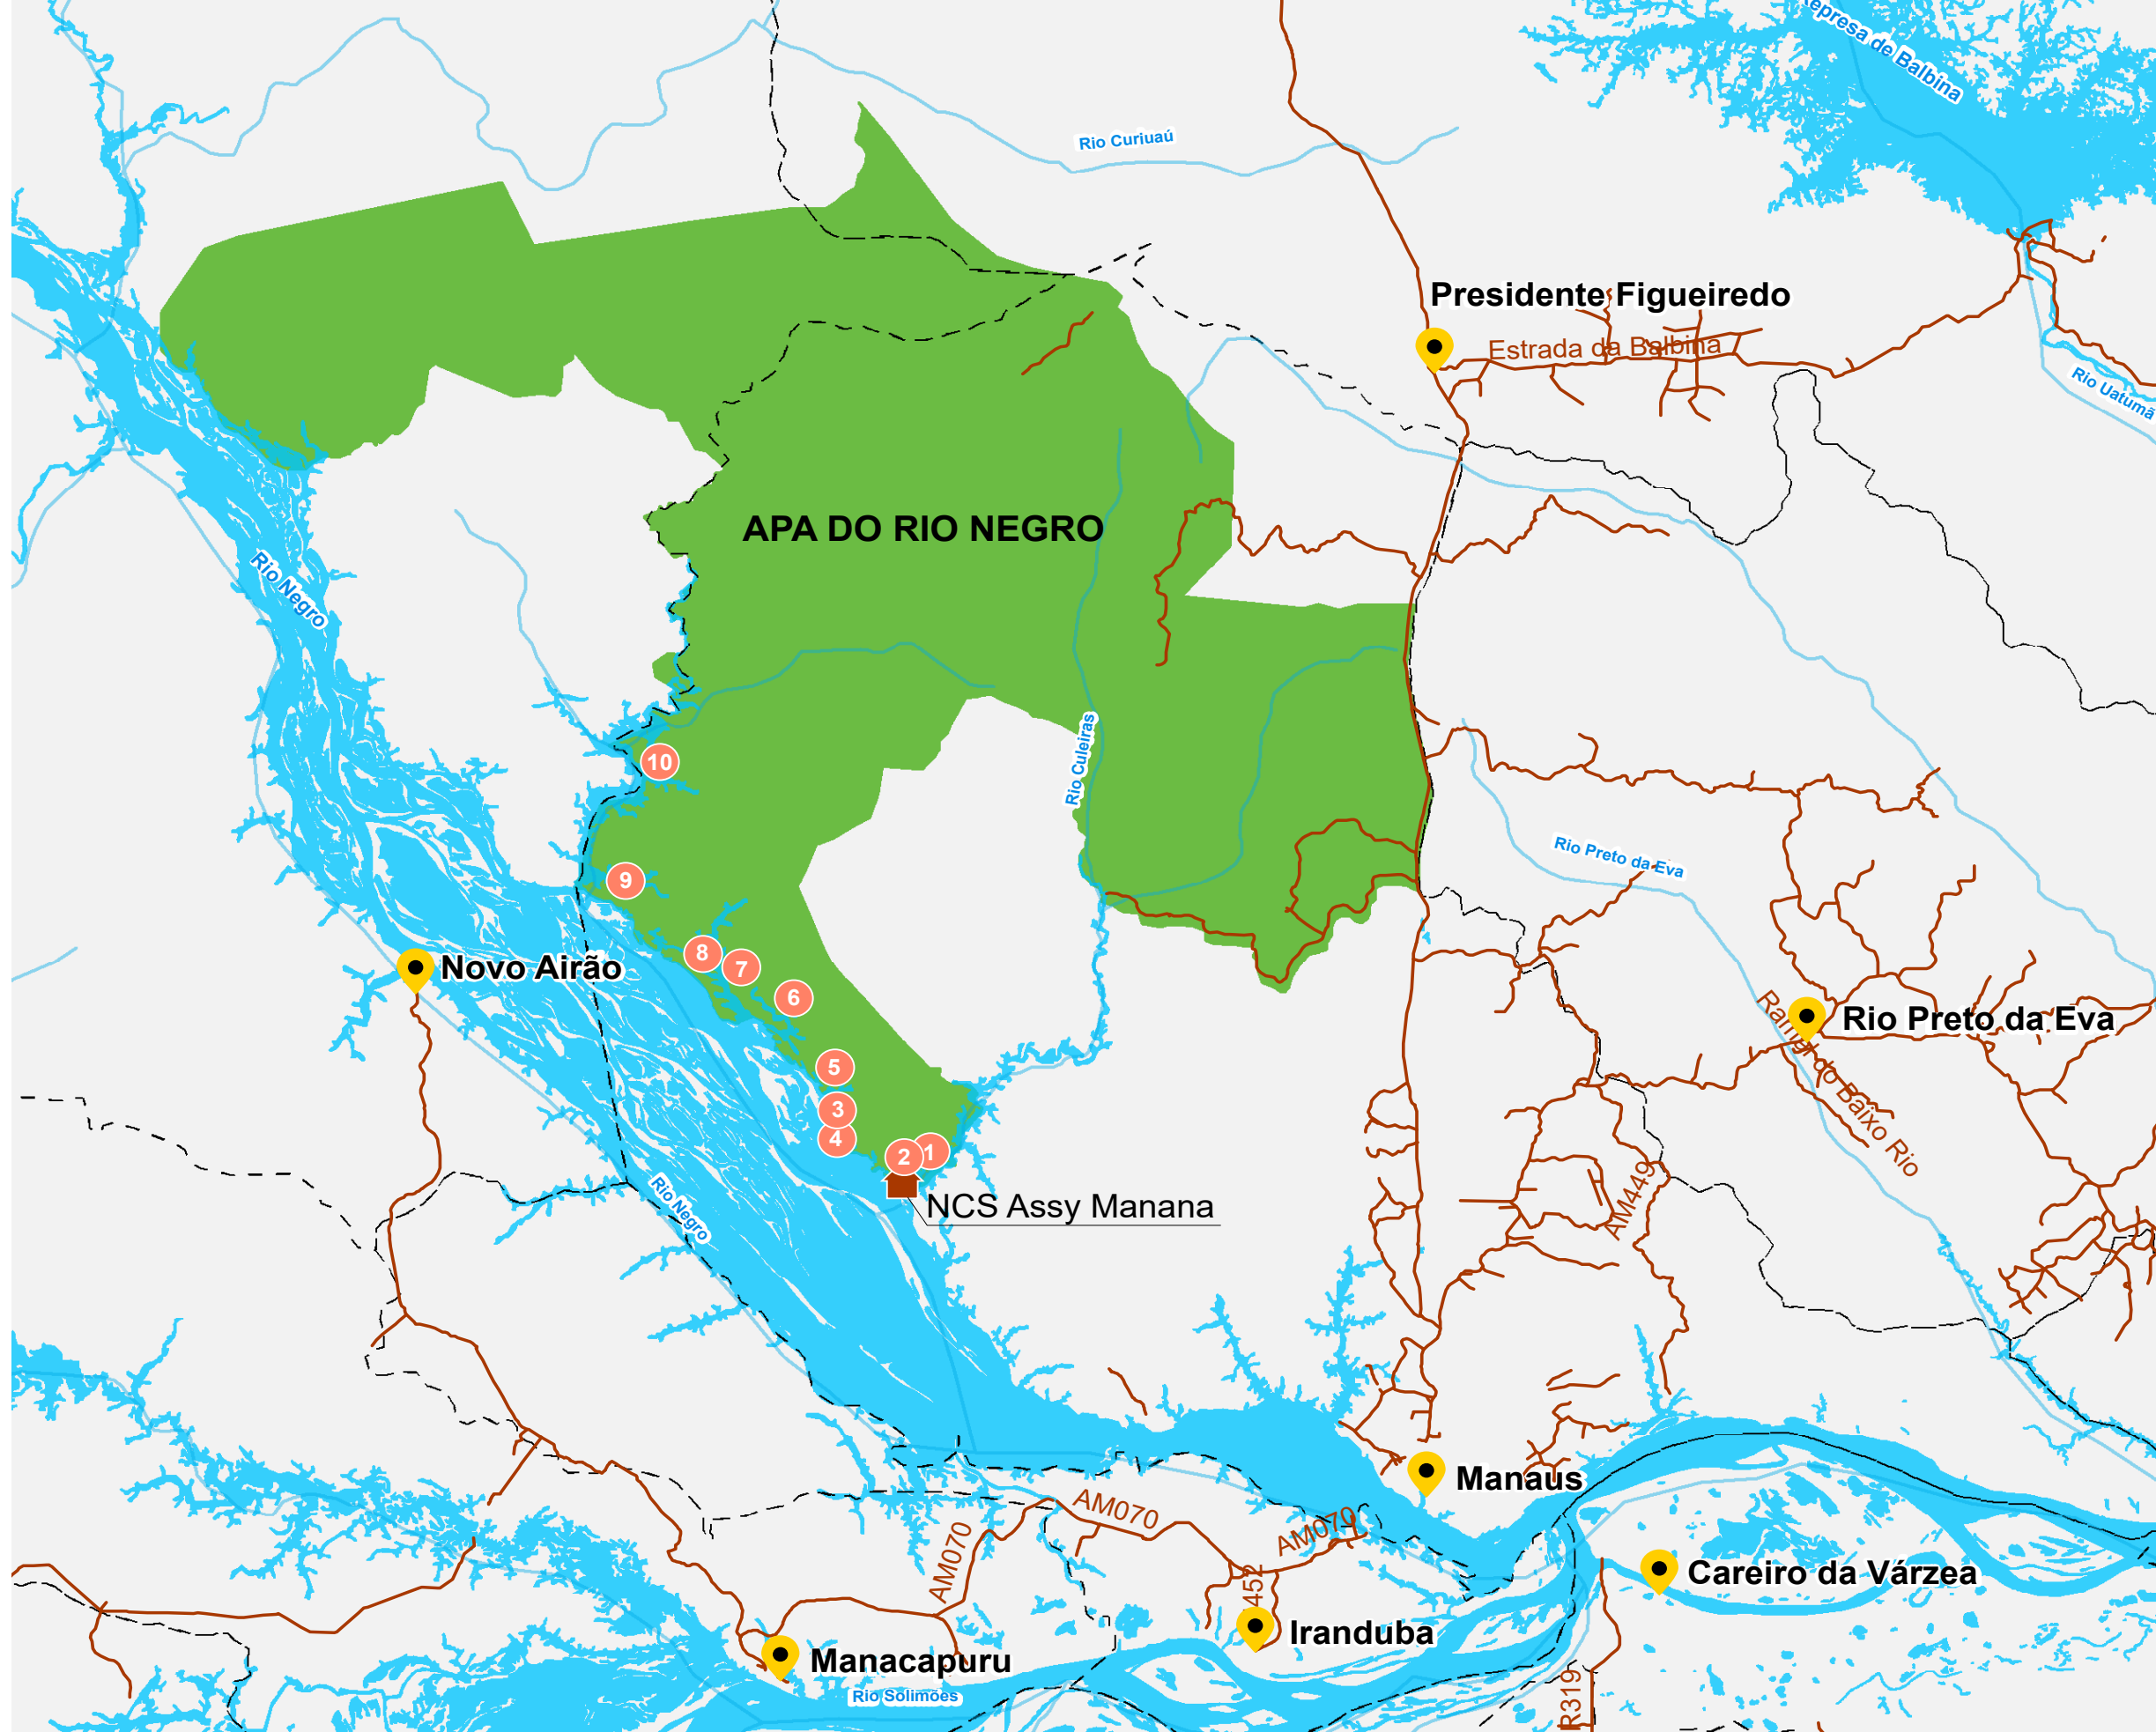 Represa de Balbina
Rio Curiuaú
Presidente Figueiredo
Estrada da Balbina
Rio Uatumã
APA DO RIO NEGRO
Rio Negro
Rio Culeiras
10
Rio Preto da Eva
9
8
7
6
Novo Airão
Rio Preto da Eva
Ramal do Baixo Rio
5
3
4
2
1
NCS Assy Manana
AM449
Rio Negro
Manaus
AM070
AM070
AM070
452
Careiro da Várzea
Iranduba
Manacapuru
Rio Solimões
R319